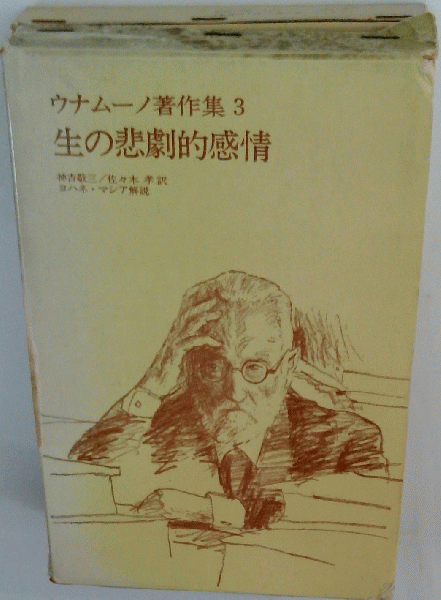 ウナムーノ著作集 3
生の悲劇的感情
神吉敬三/佐々木 孝 訳
ヨハネ・マシア解説